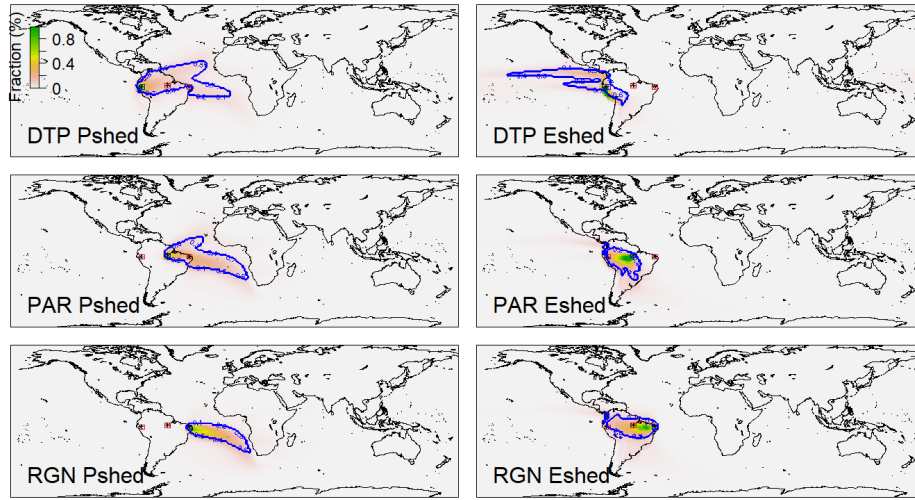 Fraction (%)
0.8
0.4
0
DTP Pshed
DTP Eshed
PAR Pshed
PAR Eshed
RGN Pshed
RGN Eshed